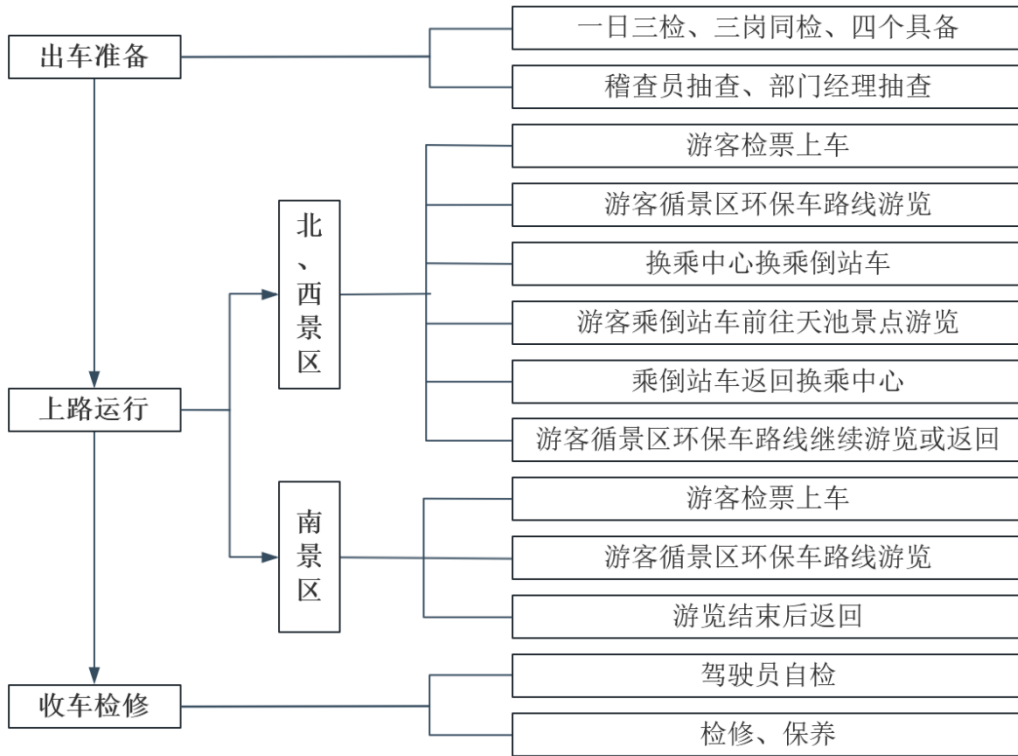 出车准备
一日三检、三岗同检、四个具备
稽查员抽查、部门经理抽查
上路运行
北、西景区
游客检票上车
游客循景区环保车路线游览
换乘中心换乘倒站车
游客乘倒站车前往天池景点游览
乘倒站车返回换乘中心
游客循景区环保车路线继续游览或返回
南景区
游客检票上车
游客循景区环保车路线游览
游览结束后返回
收车检修
驾驶员自检
检修、保养